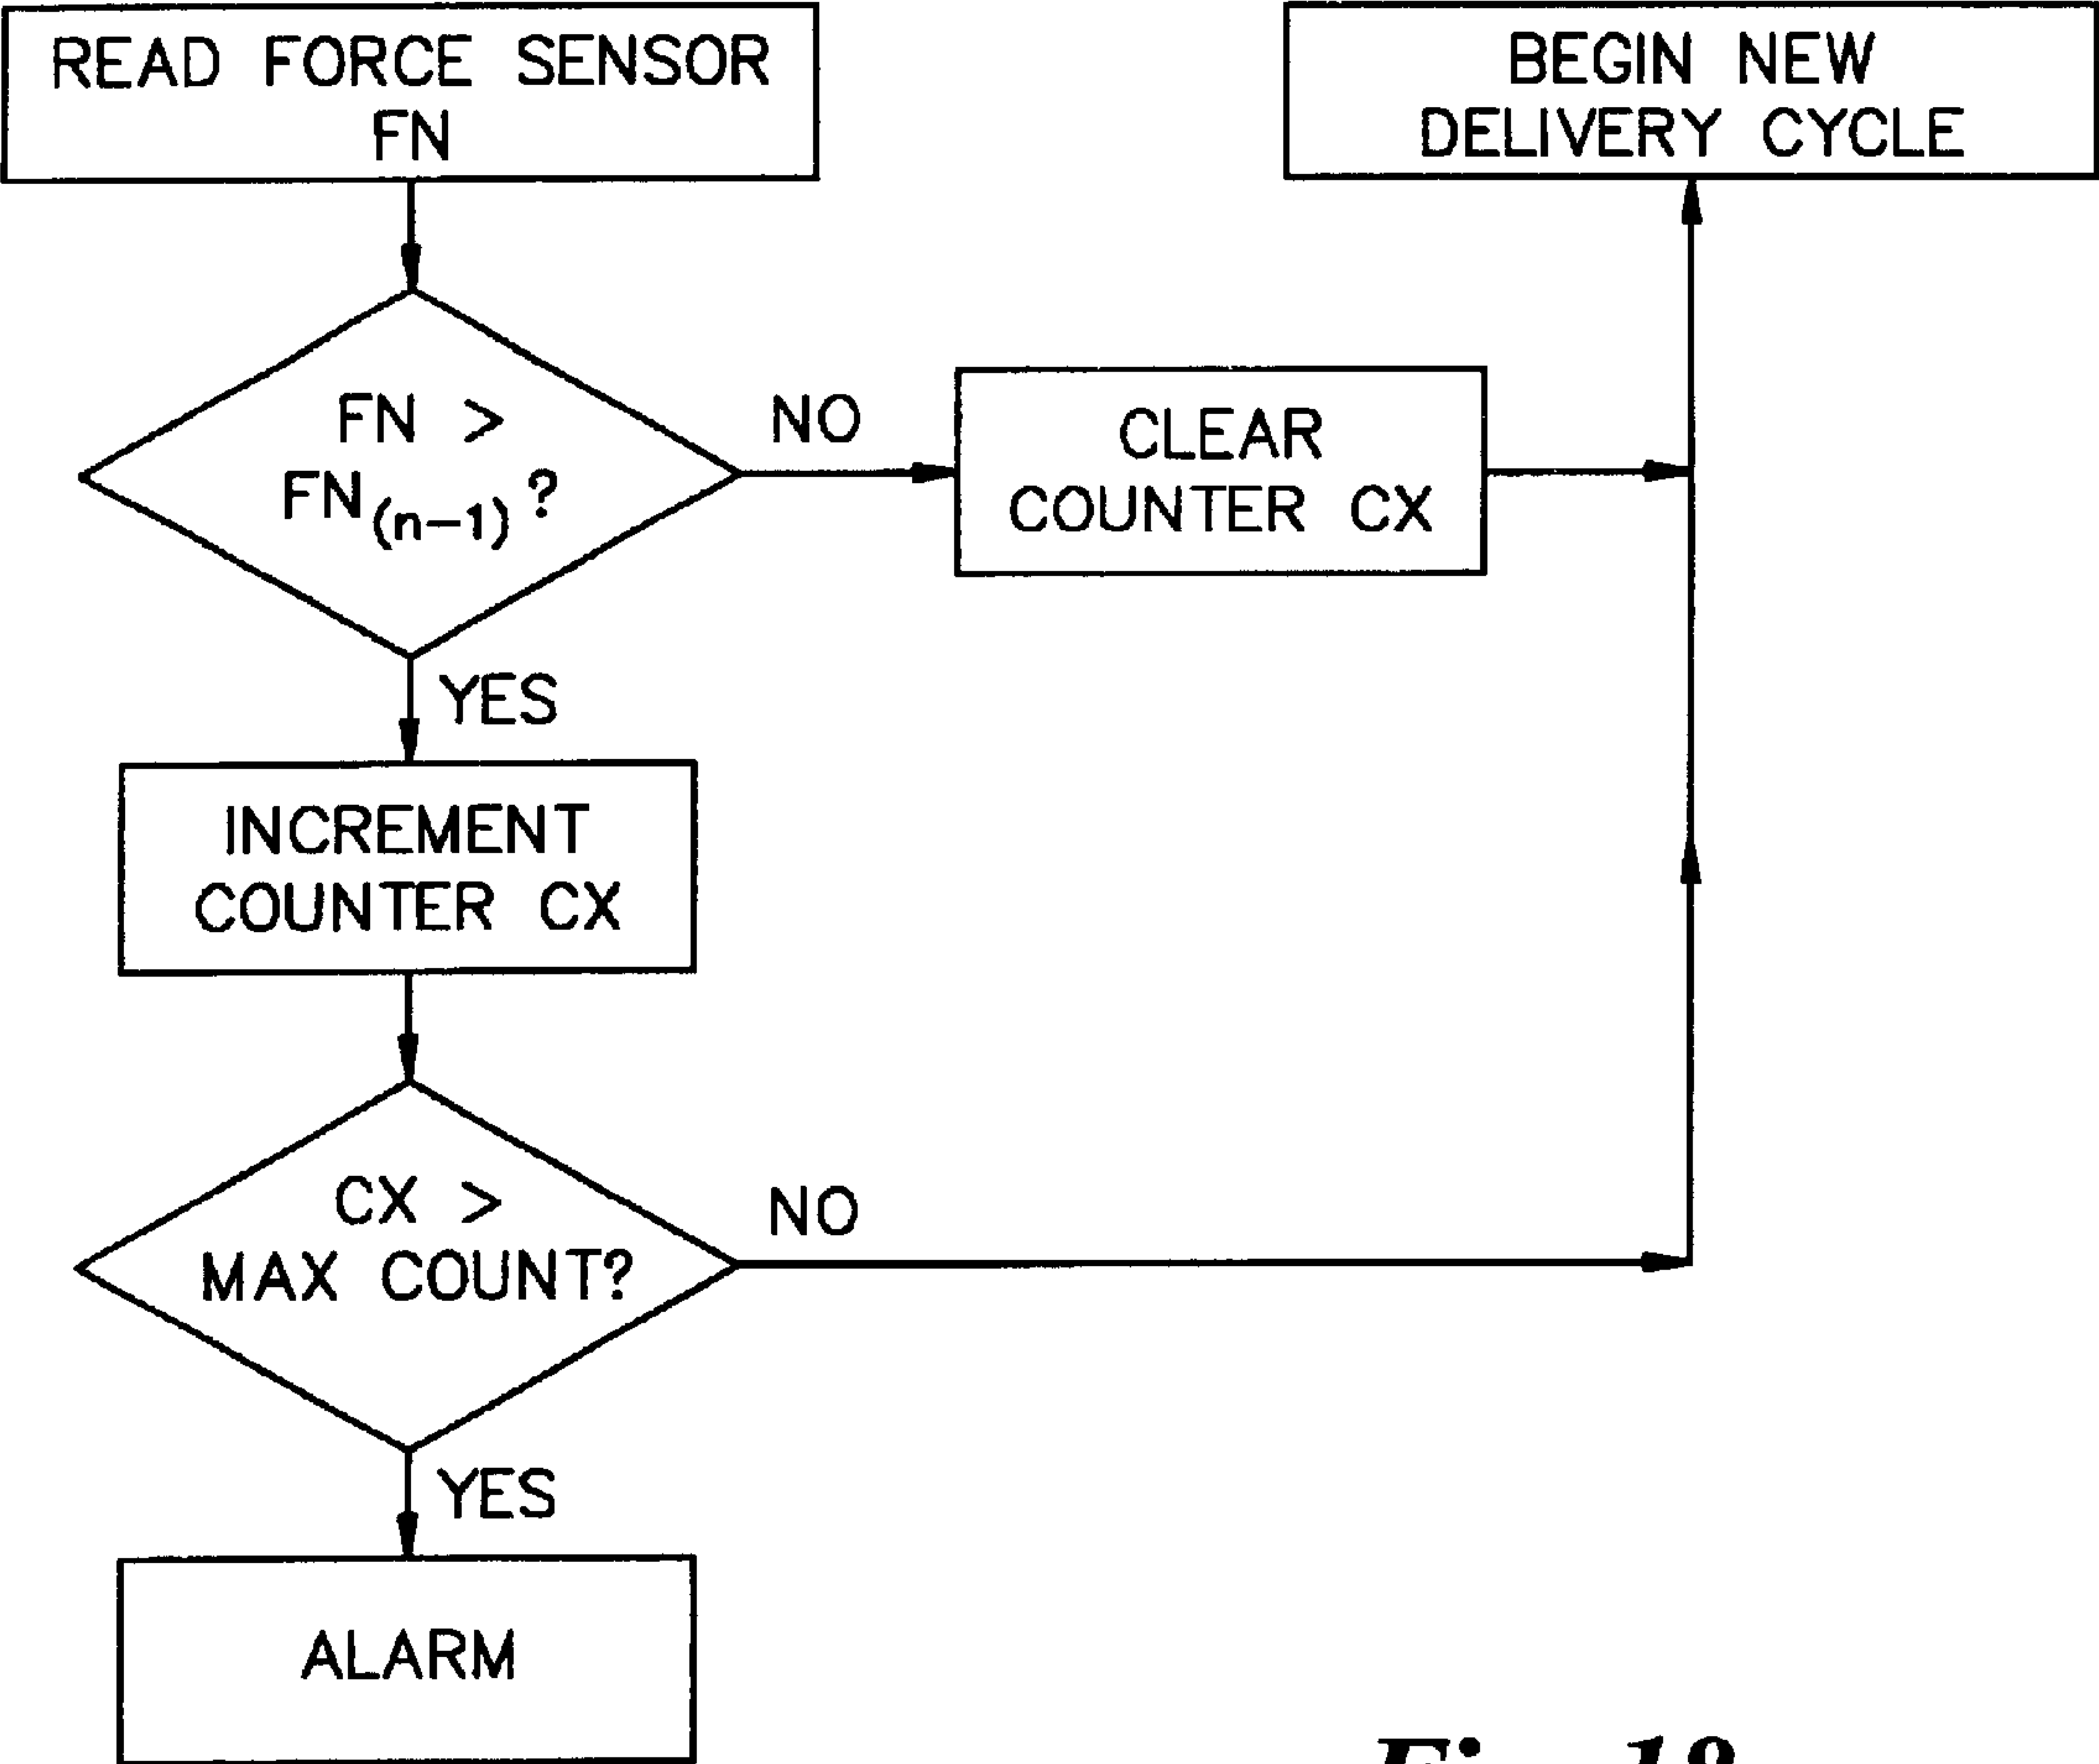 READ FORCE SENSOR
FN
BEGIN NEW
DELIVERY CYCLE
FN >
FN(n-1)?
NO
CLEAR
COUNTER CX
YES
INCREMENT
COUNTER CX
CX >
MAX COUNT?
NO
YES
ALARM